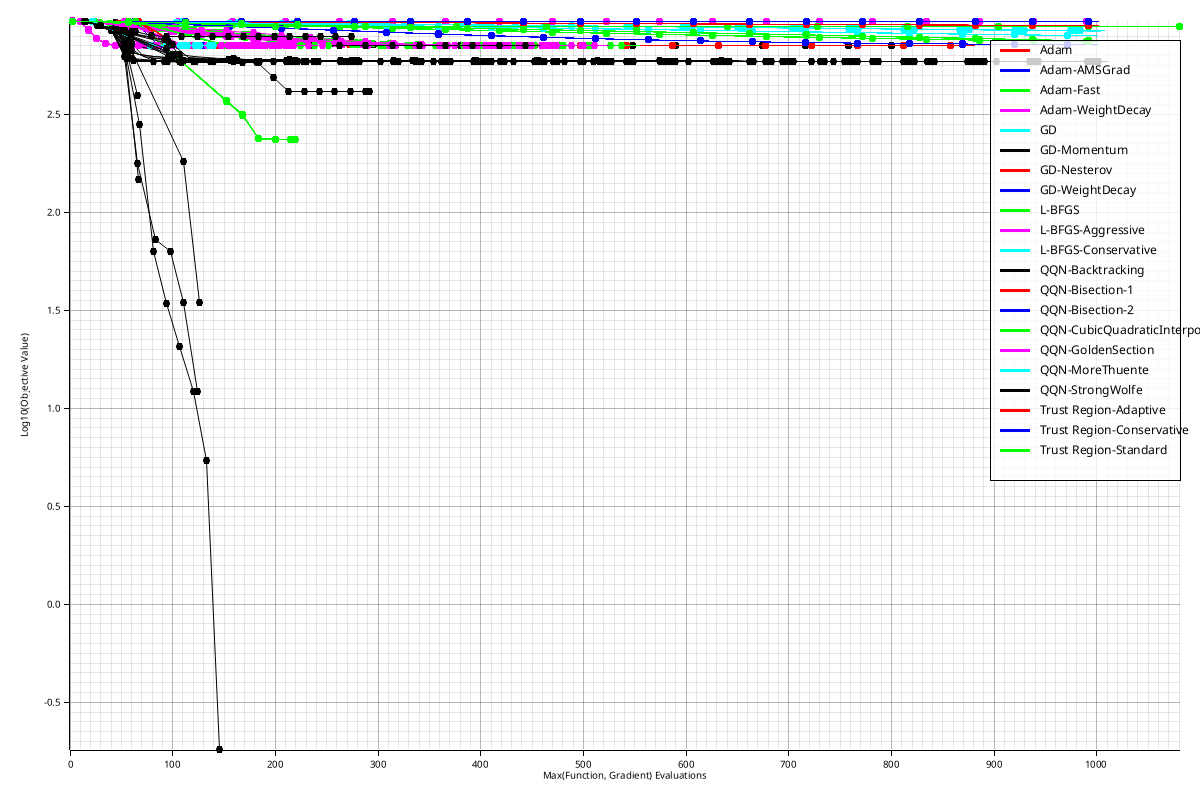 Adam
Adam-AMSGrad
Adam-Fast
Adam-WeightDecay
GD
GD-Momentum
GD-Nesterov
GD-WeightDecay
L-BFGS
L-BFGS-Aggressive
L-BFGS-Conservative
QQN-Backtracking
QQN-Bisection-1
QQN-Bisection-2
QQN-CubicQuadraticInterpo
QQN-GoldenSection
QQN-MoreThuente
QQN-StrongWolfe
Trust Region-Adaptive
Trust Region-Conservative
Trust Region-Standard
Log10(Objective Value)
2.5
2.0
1.5
1.0
0.5
0.0
-0.5
0 100 200 300 400 500 600 700 800 900 1000
Max(Function, Gradient) Evaluations